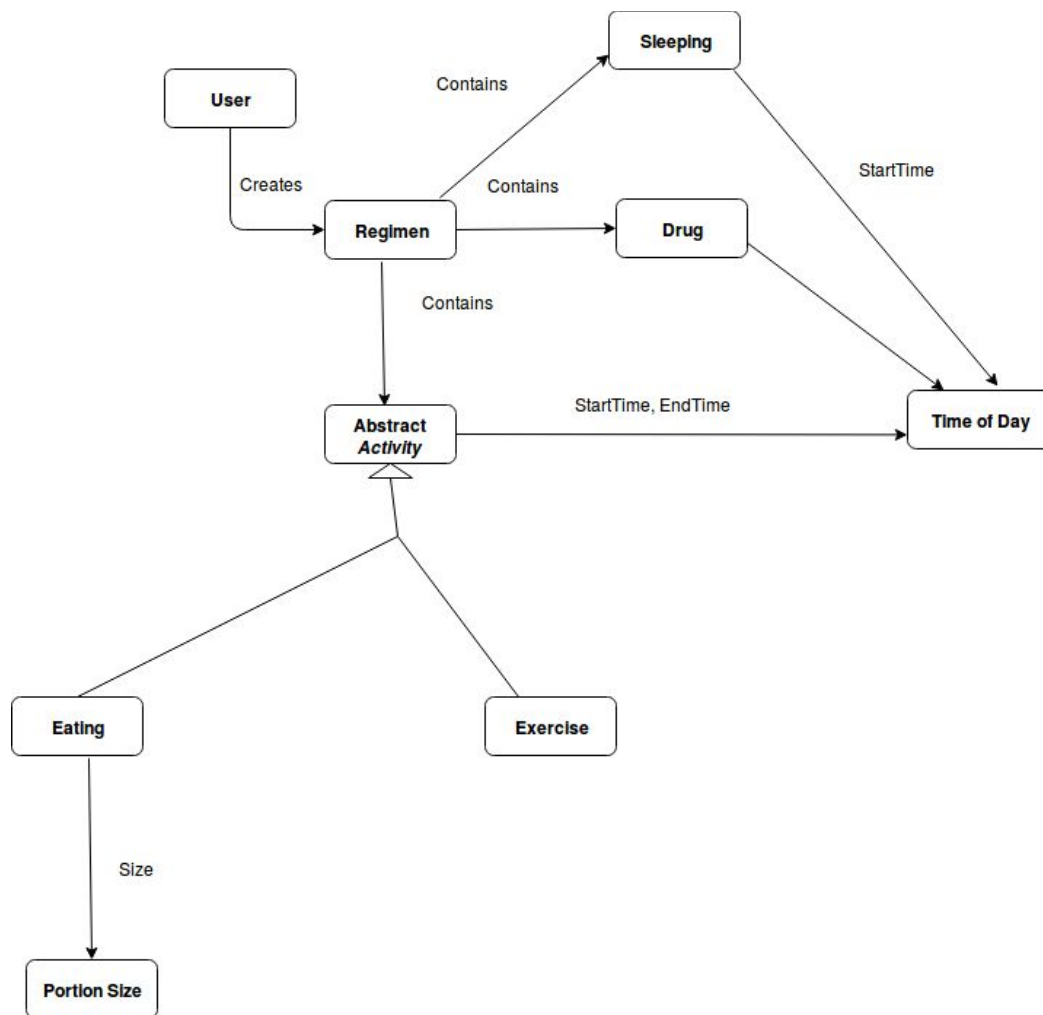 Sleeping
Contains
User
StartTime
Creates
Contains
Regimen
Drug
Contains
StartTime, EndTime
Abstract
Activity
Time of Day
Eating
Exercise
Size
Portion Size